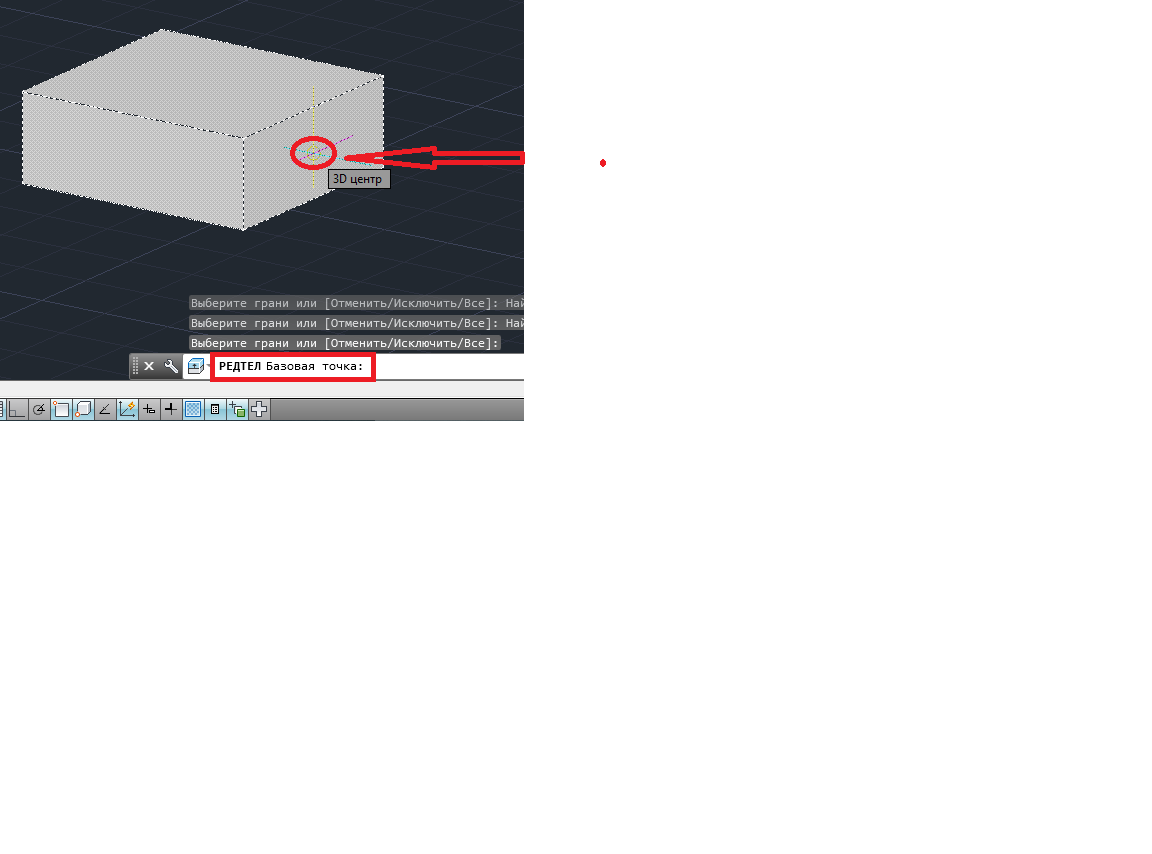 3D центр
Выберите грани или [Отменить/Исключить/Все]: Най
Выберите грани или [Отменить/Исключить/Все]: Най
Выберите грани или [Отменить/Исключить/Все]:
РЕДТЕЛ Базовая точка: